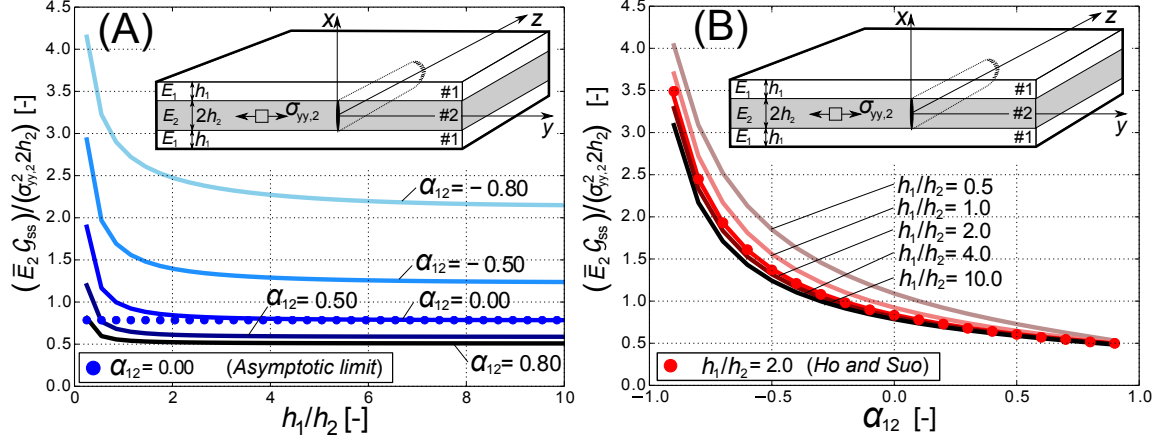 (A)
(Ē₂ 𝒢ss)/(σ²yy,2 2h₂) [-]
4.5
4.0
3.5
3.0
2.5
2.0
1.5
1.0
0.5
0.0
0 2 4 6 8 10
h₁/h₂ [-]
x
z
y
E₁ h₁ #1
E₂ 2h₂ σyy,2 #2
E₁ h₁ #1
α₁₂ = − 0.80
α₁₂ = − 0.50
α₁₂ = 0.50
α₁₂ = 0.00
α₁₂ = 0.80
α₁₂ = 0.00 (Asymptotic limit)
(B)
(Ē₂ 𝒢ss)/(σ²yy,2 2h₂) [-]
4.5
4.0
3.5
3.0
2.5
2.0
1.5
1.0
0.5
0.0
−1.0 −0.5 0.0 0.5 1.0
α₁₂ [-]
x
z
y
E₁ h₁ #1
E₂ 2h₂ σyy,2 #2
E₁ h₁ #1
h₁/h₂ = 0.5
h₁/h₂ = 1.0
h₁/h₂ = 2.0
h₁/h₂ = 4.0
h₁/h₂ = 10.0
h₁/h₂ = 2.0 (Ho and Suo)